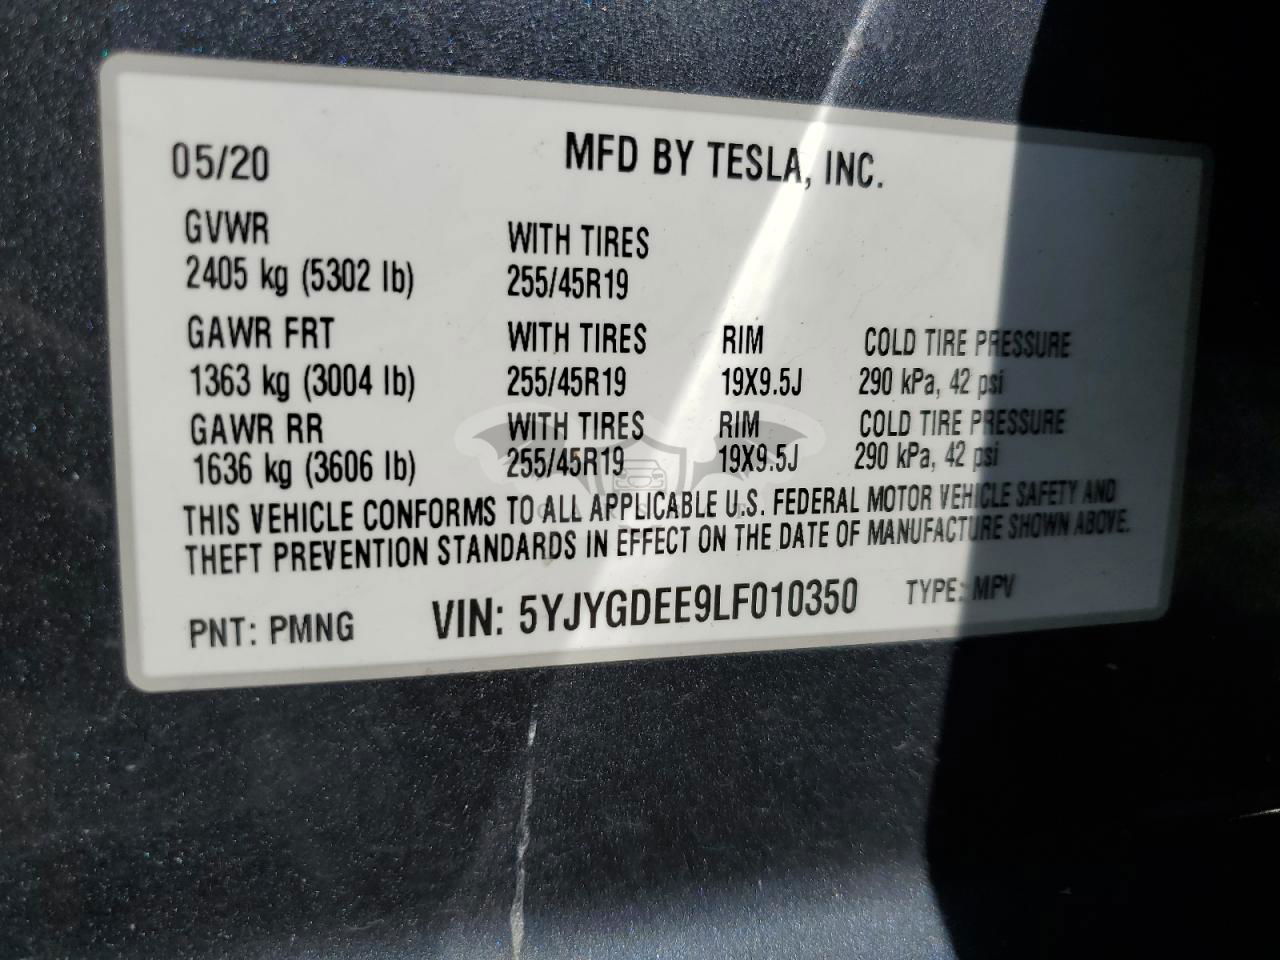 05/20 MFD BY TESLA, INC.
GVWR WITH TIRES
2405 kg (5302 lb) 255/45R19
GAWR FRT WITH TIRES RIM COLD TIRE PRESSURE
1363 kg (3004 lb) 255/45R19 19X9.5J 290 kPa, 42 psi
GAWR RR WITH TIRES RIM COLD TIRE PRESSURE
1636 kg (3606 lb) 255/45R19 19X9.5J 290 kPa, 42 psi
THIS VEHICLE CONFORMS TO ALL APPLICABLE U.S. FEDERAL MOTOR VEHICLE SAFETY AND
THEFT PREVENTION STANDARDS IN EFFECT ON THE DATE OF MANUFACTURE SHOWN ABOVE.
PNT: PMNG VIN: 5YJYGDEE9LF010350 TYPE: MPV